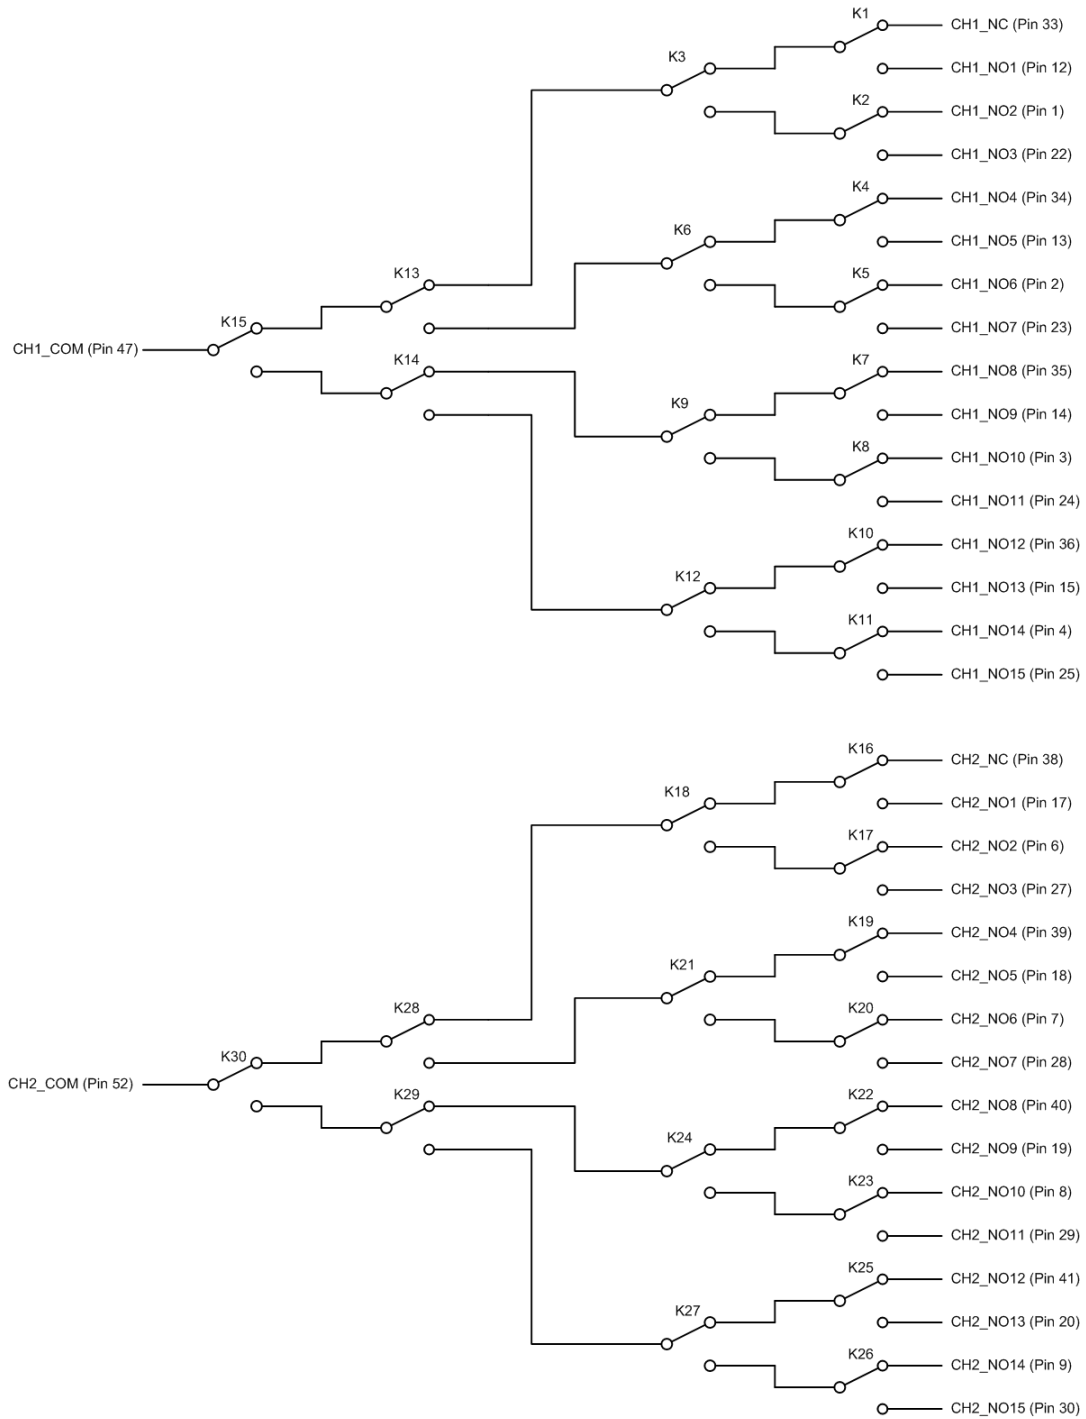 K1
CH1_NC (Pin 33)
K3
CH1_NO1 (Pin 12)
K2
CH1_NO2 (Pin 1)
CH1_NO3 (Pin 22)
K4
CH1_NO4 (Pin 34)
K6
CH1_NO5 (Pin 13)
K13
K5
CH1_NO6 (Pin 2)
K15
CH1_NO7 (Pin 23)
CH1_COM (Pin 47)
K14
K7
CH1_NO8 (Pin 35)
K9
CH1_NO9 (Pin 14)
K8
CH1_NO10 (Pin 3)
CH1_NO11 (Pin 24)
K10
CH1_NO12 (Pin 36)
K12
CH1_NO13 (Pin 15)
K11
CH1_NO14 (Pin 4)
CH1_NO15 (Pin 25)
K16
CH2_NC (Pin 38)
K18
CH2_NO1 (Pin 17)
K17
CH2_NO2 (Pin 6)
CH2_NO3 (Pin 27)
K19
CH2_NO4 (Pin 39)
K21
CH2_NO5 (Pin 18)
K28
K20
CH2_NO6 (Pin 7)
K30
CH2_NO7 (Pin 28)
CH2_COM (Pin 52)
K29
K22
CH2_NO8 (Pin 40)
K24
CH2_NO9 (Pin 19)
K23
CH2_NO10 (Pin 8)
CH2_NO11 (Pin 29)
K25
CH2_NO12 (Pin 41)
K27
CH2_NO13 (Pin 20)
K26
CH2_NO14 (Pin 9)
CH2_NO15 (Pin 30)